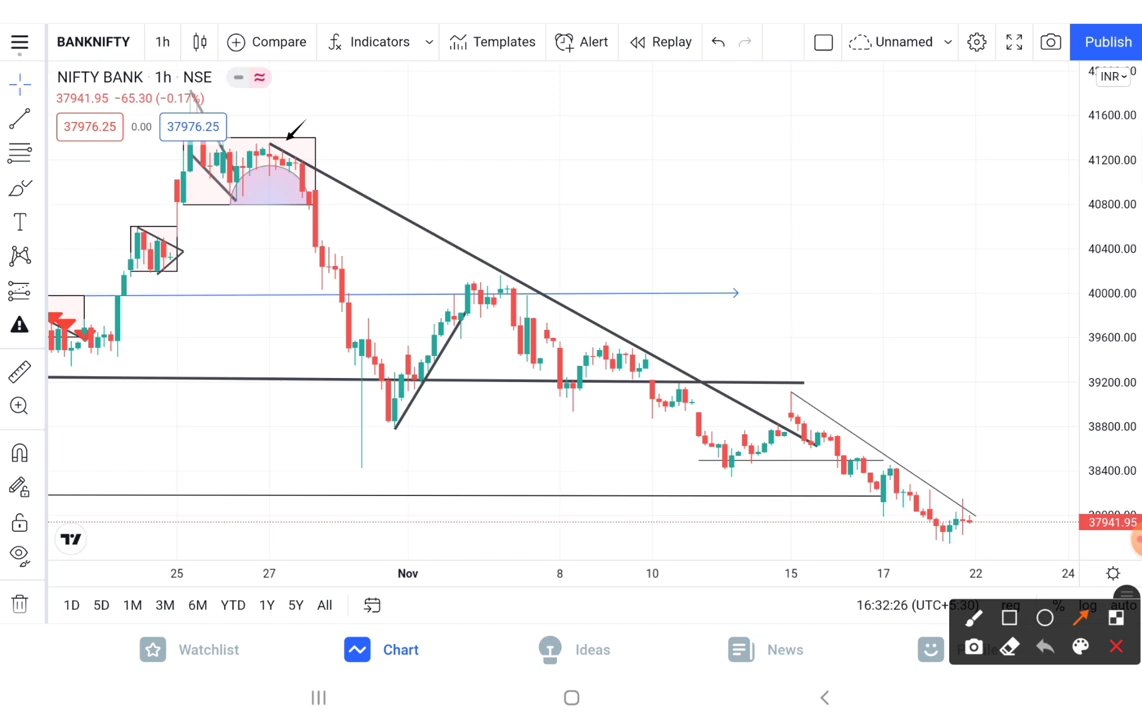 BANKNIFTY 1h Compare Indicators Templates Alert Replay Unnamed Publish
NIFTY BANK · 1h · NSE
INR
37941.95 −65.30 (−0.17%)
37976.25 0.00 37976.25
41600.00
41200.00
40800.00
40400.00
40000.00
39600.00
39200.00
38800.00
38400.00
37941.95
25 27 Nov 8 10 15 17 22 24
1D 5D 1M 3M 6M YTD 1Y 5Y All 16:32:26 (UTC+5:30) % log auto
Watchlist Chart Ideas News